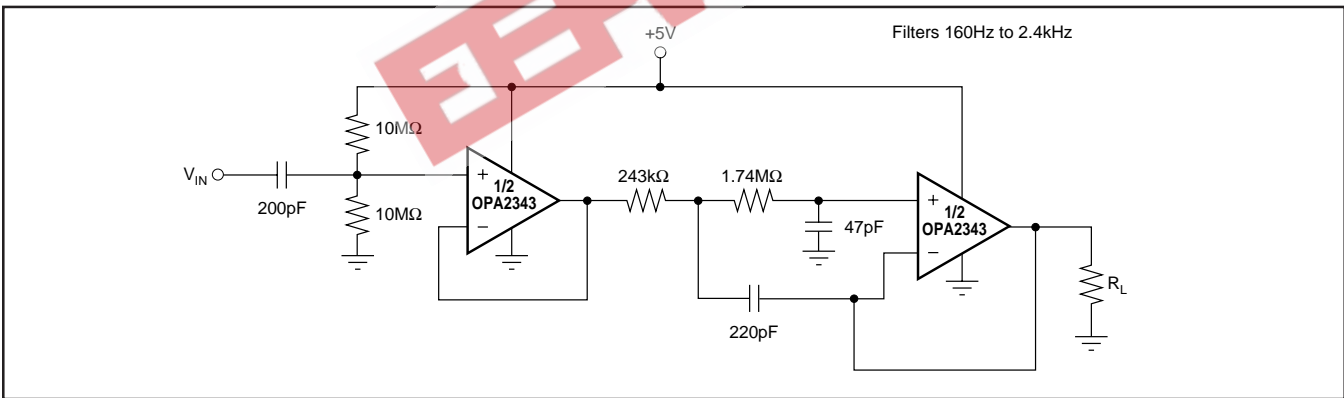 +5V
Filters 160Hz to 2.4kHz
10MΩ
V_IN
200pF
10MΩ
+
1/2
OPA2343
−
243kΩ
1.74MΩ
47pF
220pF
+
1/2
OPA2343
−
R_L